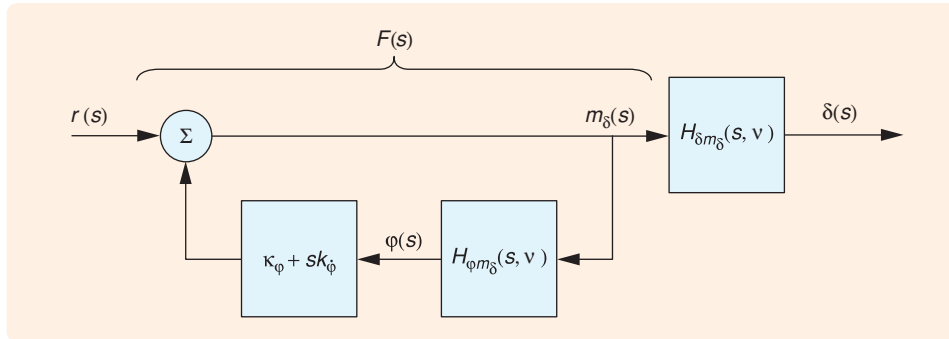 F(s)
r (s)
Σ
m_δ(s)
H_δm_δ(s, ν )
δ(s)
κ_φ + sk_φ̇
φ(s)
H_φm_δ(s, ν )